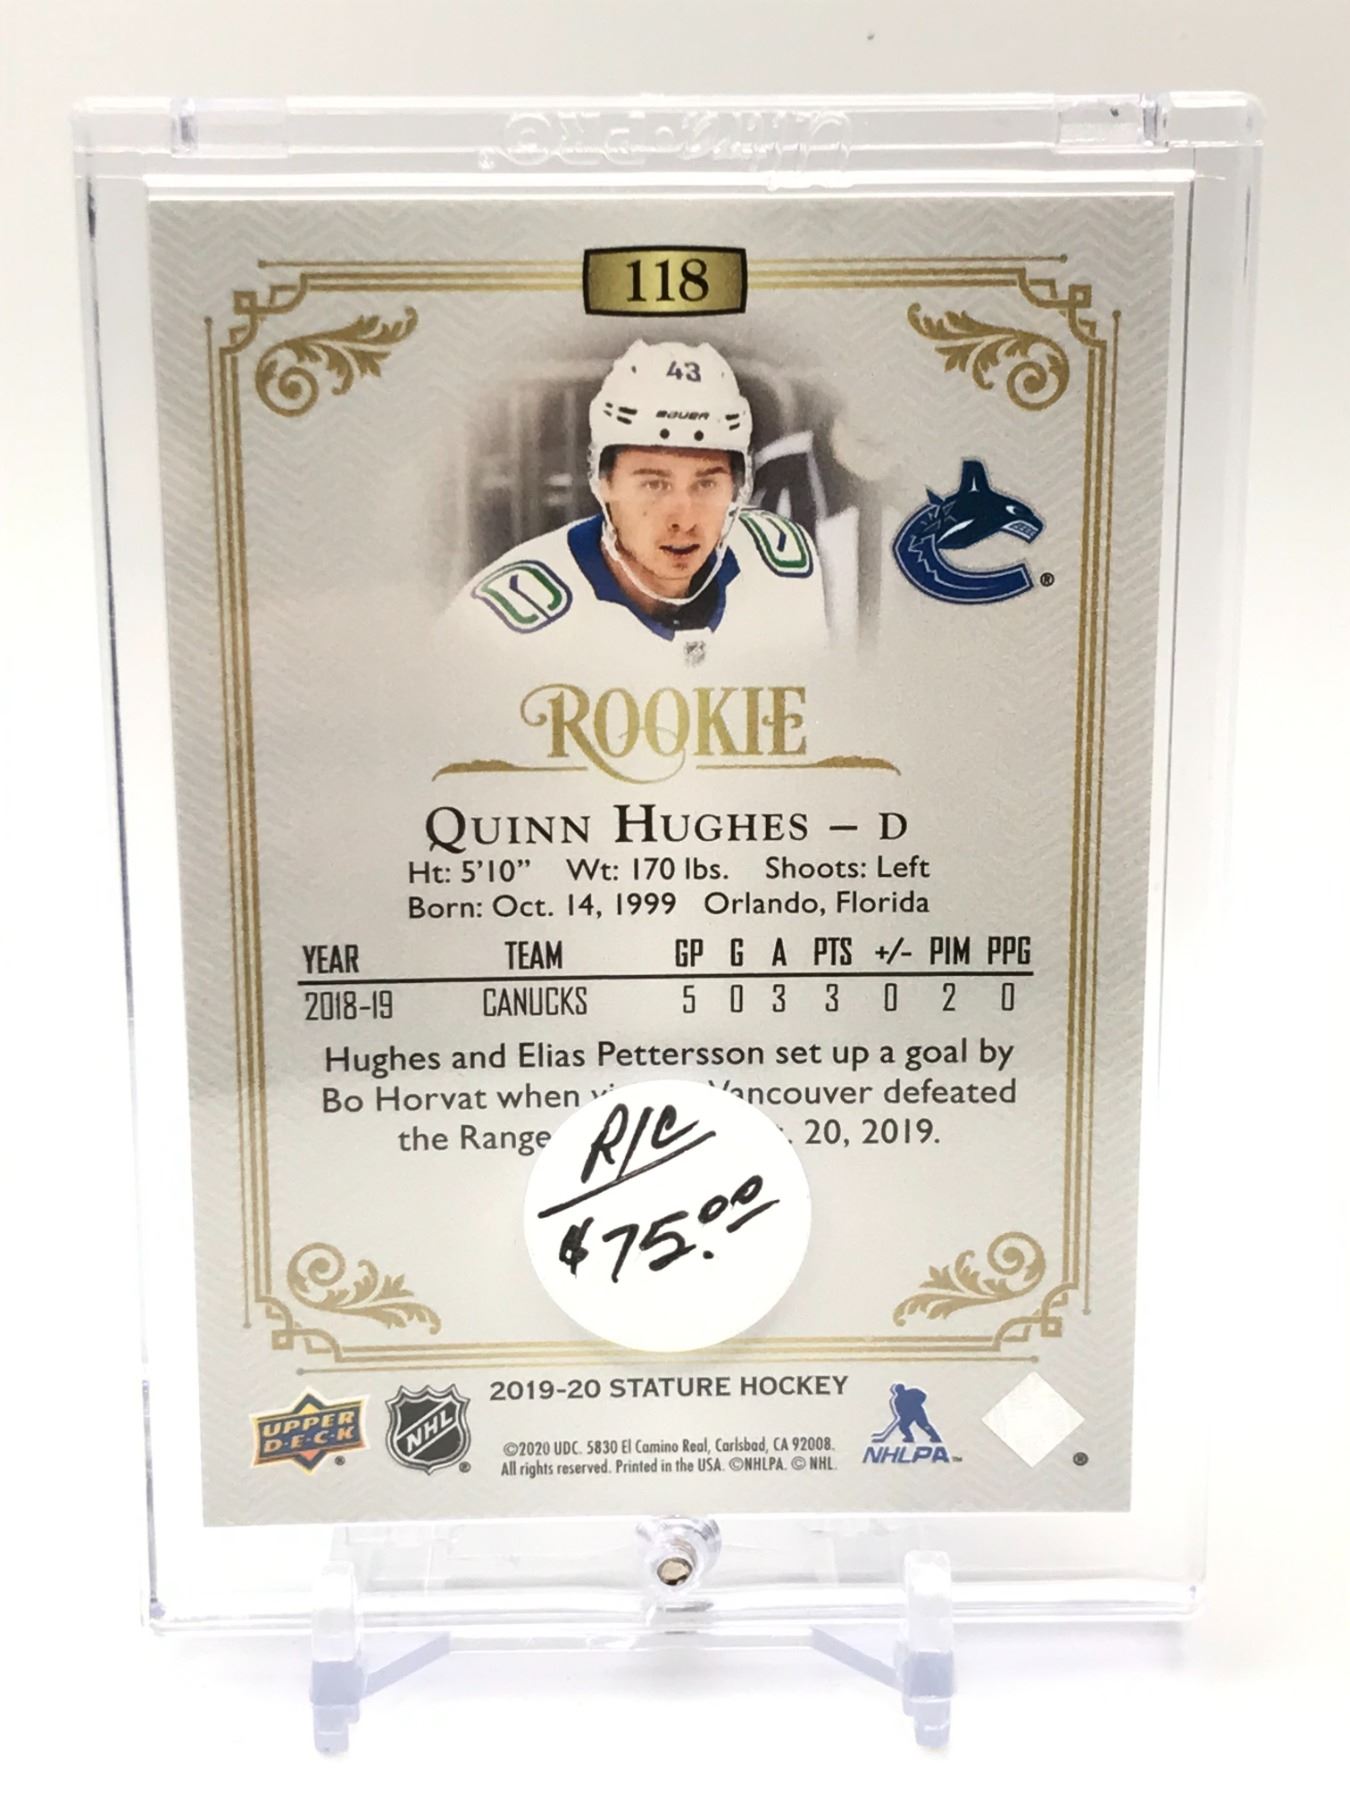 ULTRA PRO
118
43
BAUER
ROOKIE
QUINN HUGHES – D
Ht: 5'10" Wt: 170 lbs. Shoots: Left
Born: Oct. 14, 1999 Orlando, Florida
YEAR TEAM GP G A PTS +/- PIM PPG
2018-19 CANUCKS 5 0 3 3 0 2 0
Hughes and Elias Pettersson set up a goal by
Bo Horvat when Vancouver defeated
the Range 20, 2019.
R/C
$75.00
2019-20 STATURE HOCKEY
UPPER
D·E·C·K
NHL
©2020 UDC. 5830 El Camino Real, Carlsbad, CA 92008.
All rights reserved. Printed in the USA. ©NHLPA. © NHL.
NHLPA™